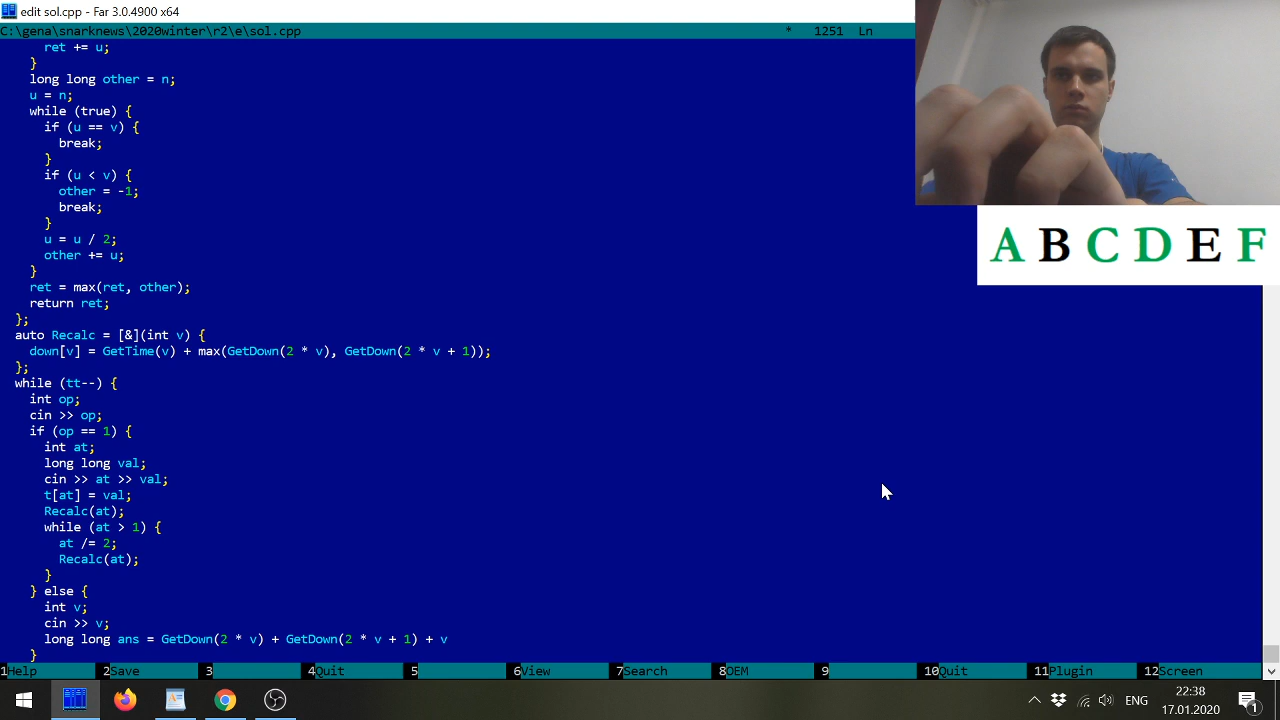 edit sol.cpp - Far 3.0.4900 x64
C:\gena\snarknews\2020winter\r2\e\sol.cpp * 1251 Ln
ret += u;
}
long long other = n;
u = n;
while (true) {
if (u == v) {
break;
}
if (u < v) {
other = -1;
break;
}
u = u / 2;
other += u;
}
ret = max(ret, other);
return ret;
};
auto Recalc = [&](int v) {
down[v] = GetTime(v) + max(GetDown(2 * v), GetDown(2 * v + 1));
};
while (tt--) {
int op;
cin >> op;
if (op == 1) {
int at;
long long val;
cin >> at >> val;
t[at] = val;
Recalc(at);
while (at > 1) {
at /= 2;
Recalc(at);
}
} else {
int v;
cin >> v;
long long ans = GetDown(2 * v) + GetDown(2 * v + 1) + v
}
A B C D E F
1Help 2Save 3 4Quit 5 6View 7Search 8OEM 9 10Quit 11Plugin 12Screen
ENG
22:38
17.01.2020
1